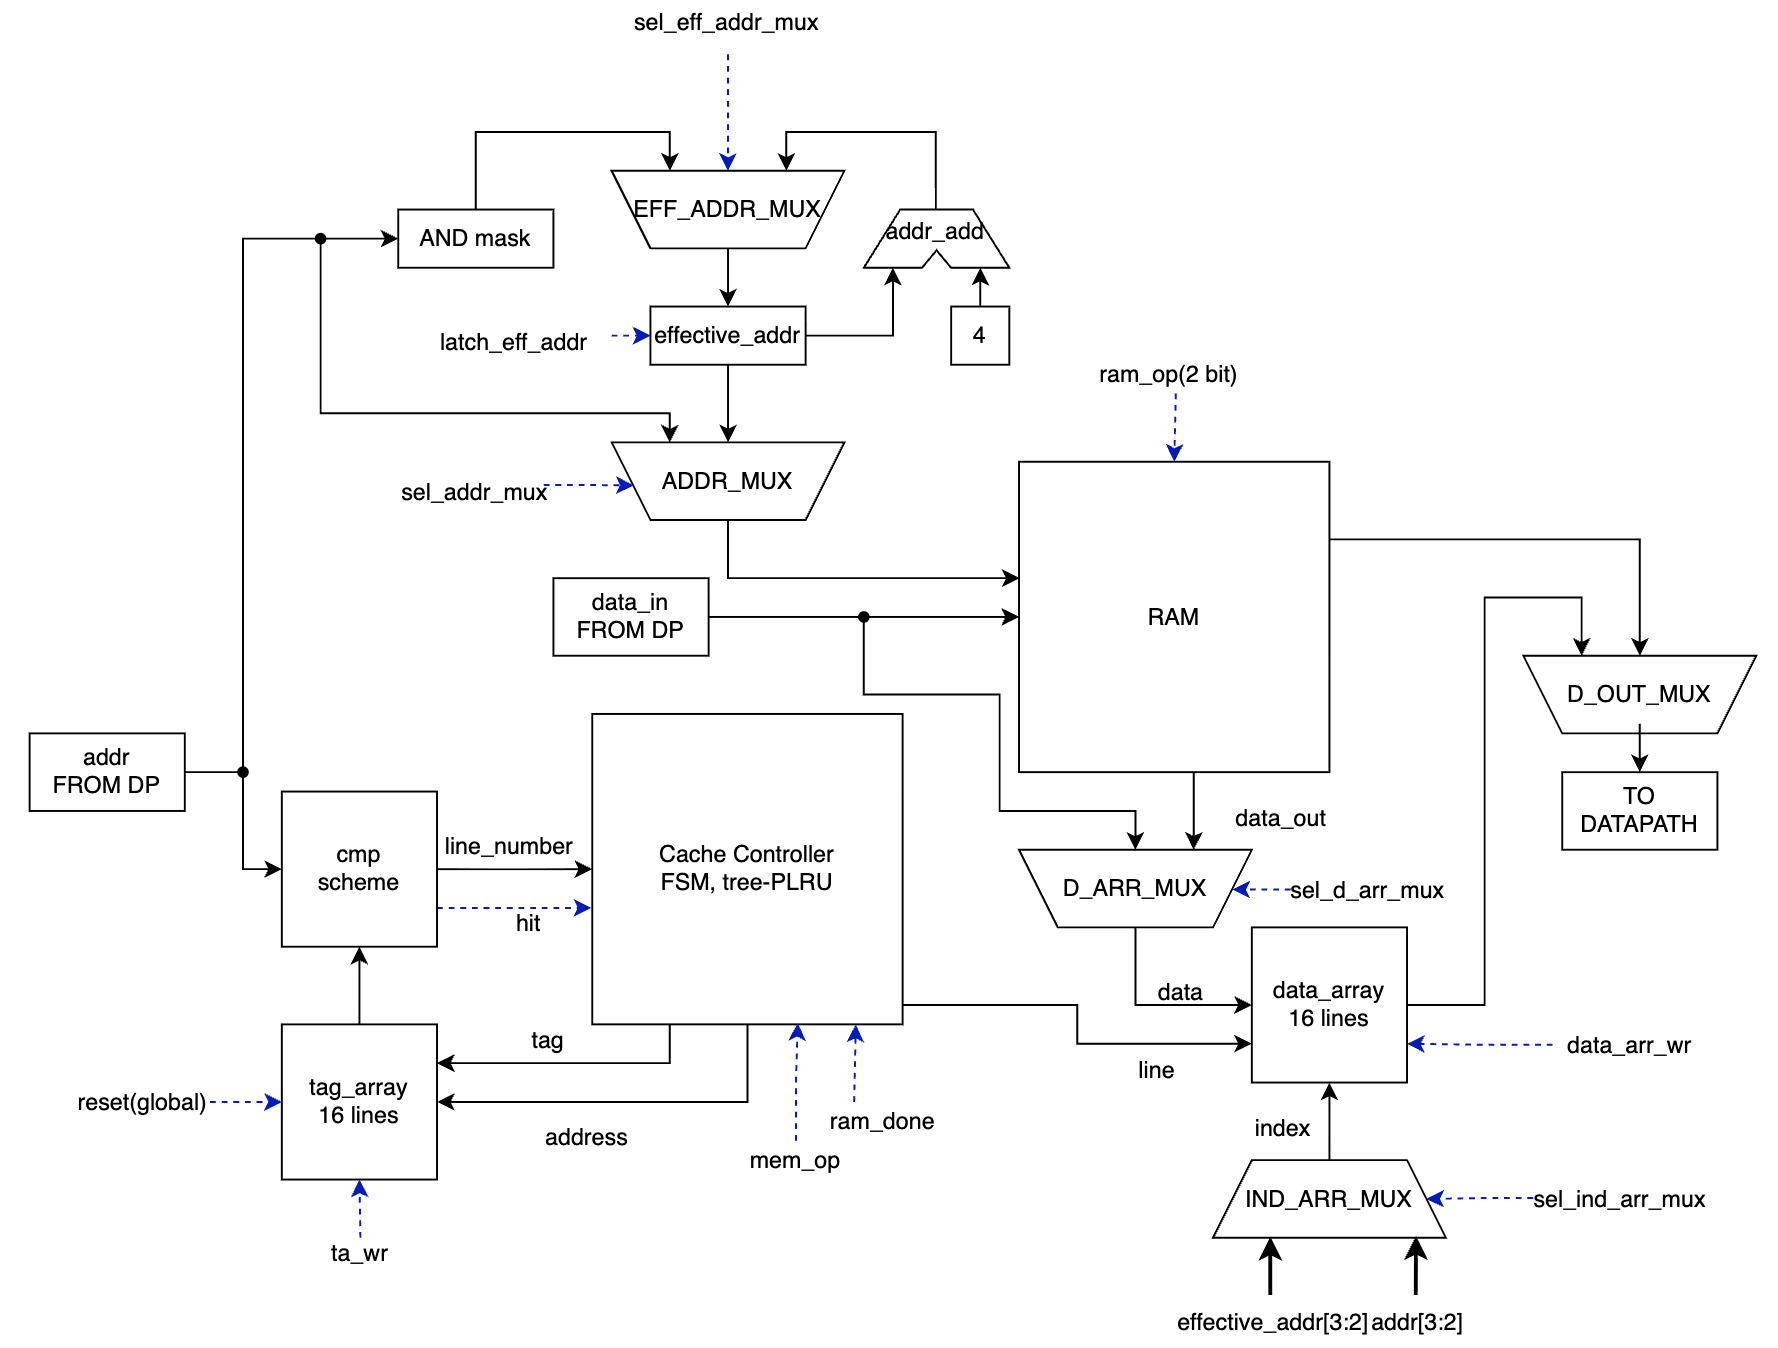 sel_eff_addr_mux
EFF_ADDR_MUX
addr_add
AND mask
latch_eff_addr
effective_addr
4
ram_op(2 bit)
ADDR_MUX
sel_addr_mux
data_in
FROM DP
RAM
D_OUT_MUX
addr
FROM DP
TO
DATAPATH
data_out
cmp
scheme
line_number
hit
Cache Controller
FSM, tree-PLRU
D_ARR_MUX
sel_d_arr_mux
data
data_array
16 lines
data_arr_wr
line
tag
tag_array
16 lines
reset(global)
address
ram_done
mem_op
index
IND_ARR_MUX
sel_ind_arr_mux
ta_wr
effective_addr[3:2]
addr[3:2]